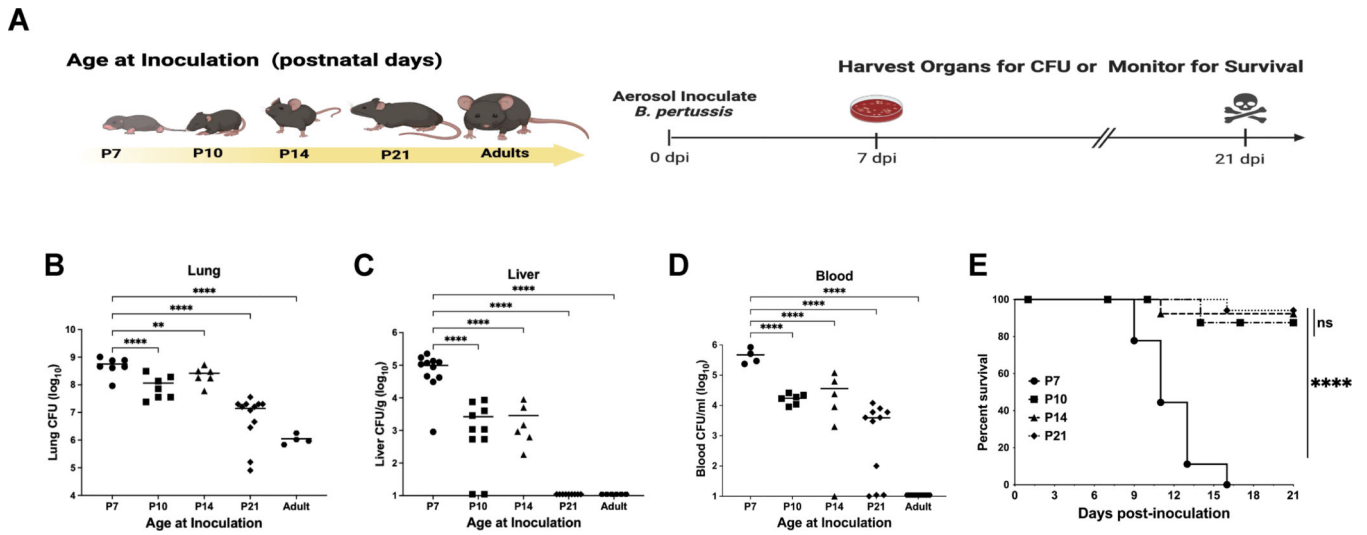 A
Age at Inoculation (postnatal days)
P7
P10
P14
P21
Adults
Harvest Organs for CFU or Monitor for Survival
Aerosol Inoculate
B. pertussis
0 dpi
7 dpi
21 dpi
B
Lung
****
****
**
****
10
9
8
7
6
5
4
Lung CFU (log10)
P7 P10 P14 P21 Adult
Age at Inoculation
C
Liver
****
****
****
****
6
5
4
3
2
1
Liver CFU/g (log10)
P7 P10 P14 P21 Adult
Age at Inoculation
D
Blood
****
****
****
****
6
5
4
3
2
1
Blood CFU/ml (log10)
P7 P10 P14 P21 Adult
Age at Inoculation
E
100
80
60
40
20
0
Percent survival
P7
P10
P14
P21
ns
****
0 3 6 9 12 15 18 21
Days post-inoculation